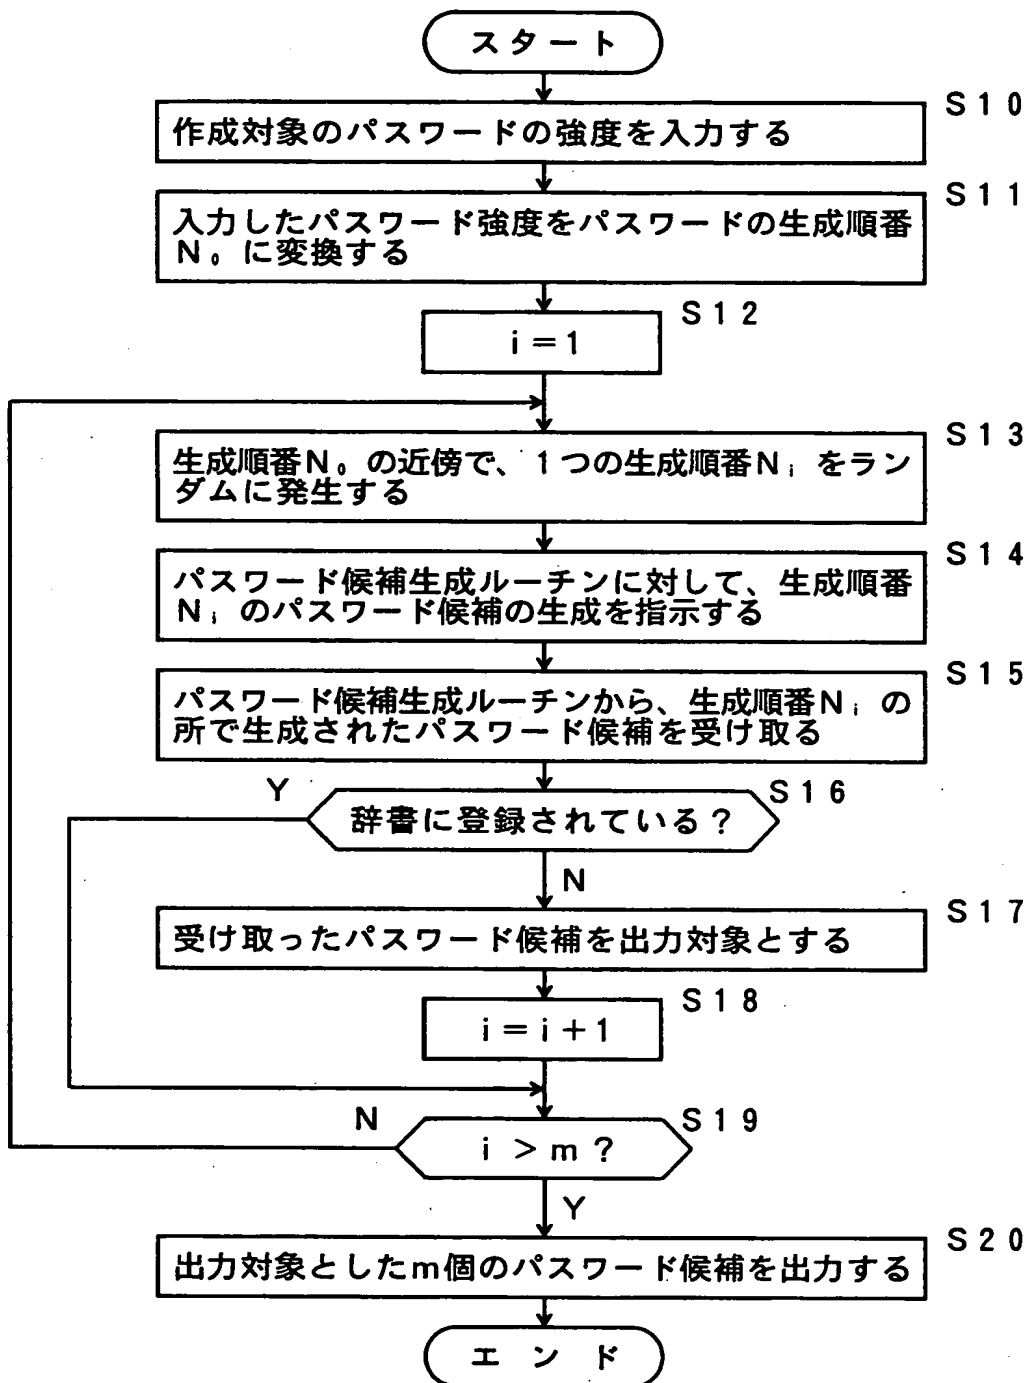 スタート
S10
作成対象のパスワードの強度を入力する
S11
入力したパスワード強度をパスワードの生成順番
N₀に変換する
S12
i=1
S13
生成順番N₀の近傍で、1つの生成順番Nᵢをラン
ダムに発生する
S14
パスワード候補生成ルーチンに対して、生成順番
Nᵢのパスワード候補の生成を指示する
S15
パスワード候補生成ルーチンから、生成順番Nᵢの
所で生成されたパスワード候補を受け取る
Y
S16
辞書に登録されている?
N
S17
受け取ったパスワード候補を出力対象とする
S18
i=i+1
N
S19
i>m?
Y
S20
出力対象としたm個のパスワード候補を出力する
エンド